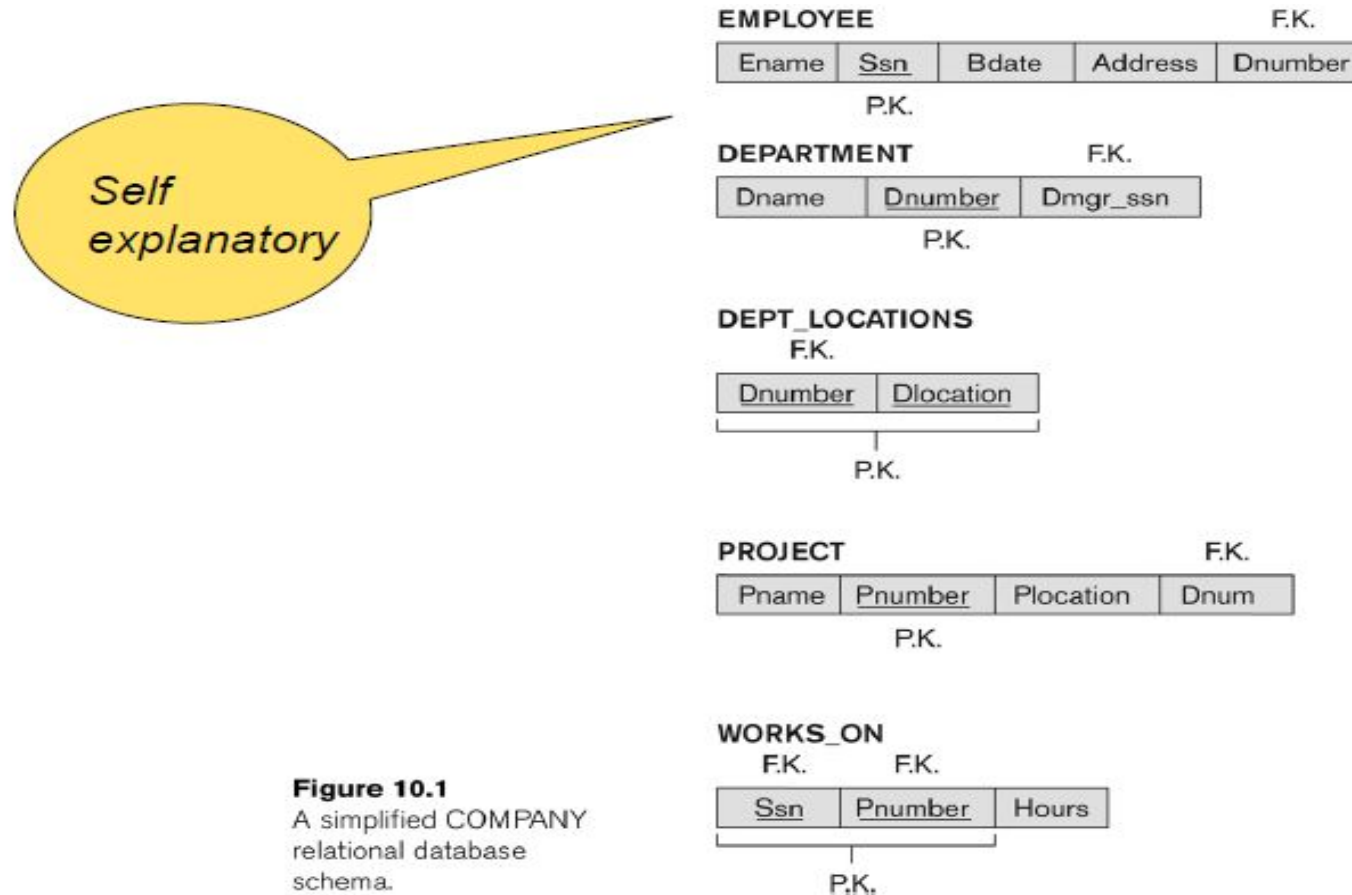 EMPLOYEE F.K.
Ename Ssn Bdate Address Dnumber
P.K.
Self
explanatory
DEPARTMENT F.K.
Dname Dnumber Dmgr_ssn
P.K.
DEPT_LOCATIONS
F.K.
Dnumber Dlocation
P.K.
PROJECT F.K.
Pname Pnumber Plocation Dnum
P.K.
WORKS_ON
F.K. F.K.
Ssn Pnumber Hours
P.K.
Figure 10.1
A simplified COMPANY
relational database
schema.